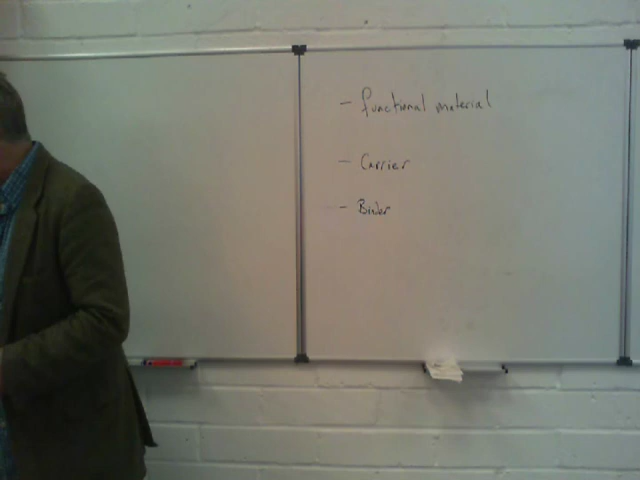 - functional material
- Carrier
- Binder